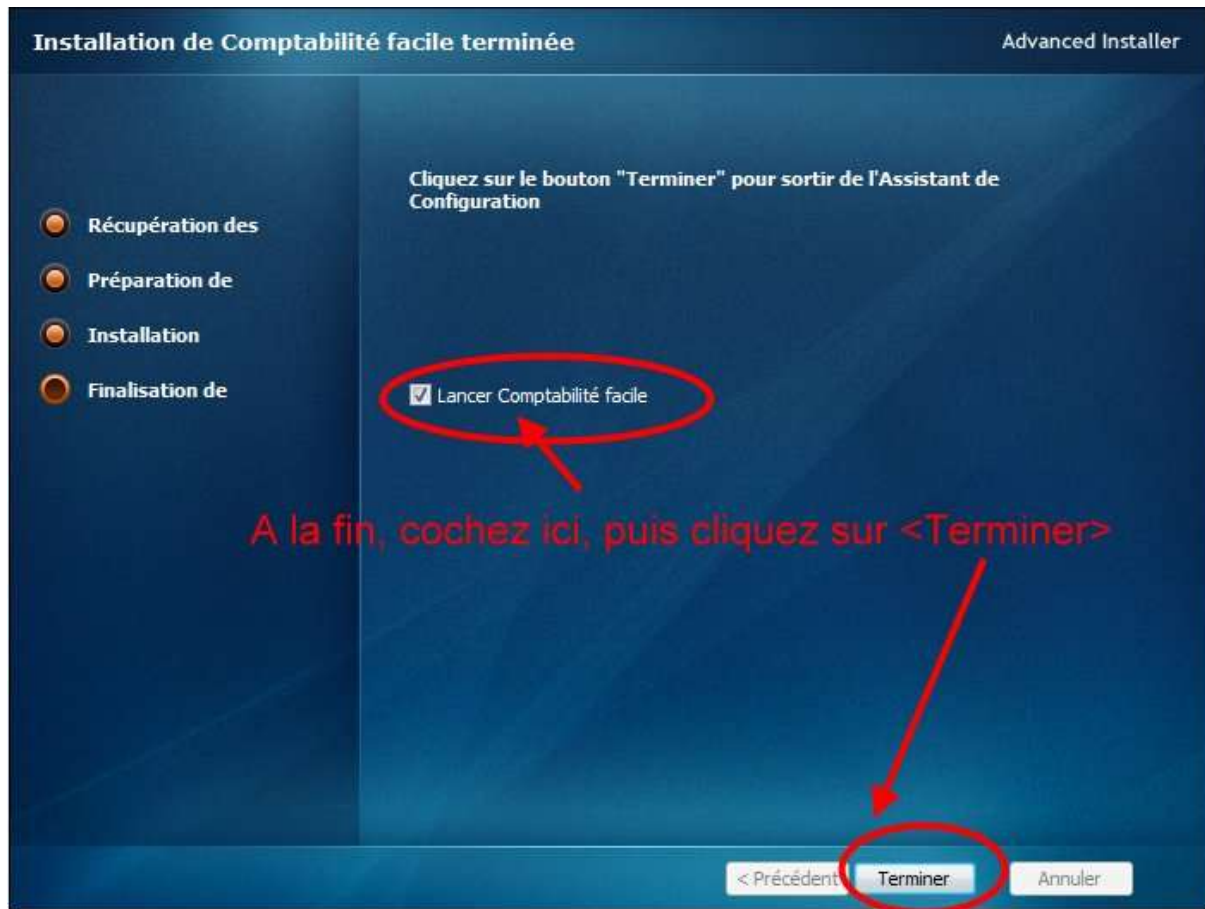 Installation de Comptabilité facile terminée
Advanced Installer
Cliquez sur le bouton "Terminer" pour sortir de l'Assistant de
Configuration
Récupération des
Préparation de
Installation
Finalisation de
Lancer Comptabilité facile
A la fin, cochez ici, puis cliquez sur <Terminer>
< Précédent
Terminer
Annuler